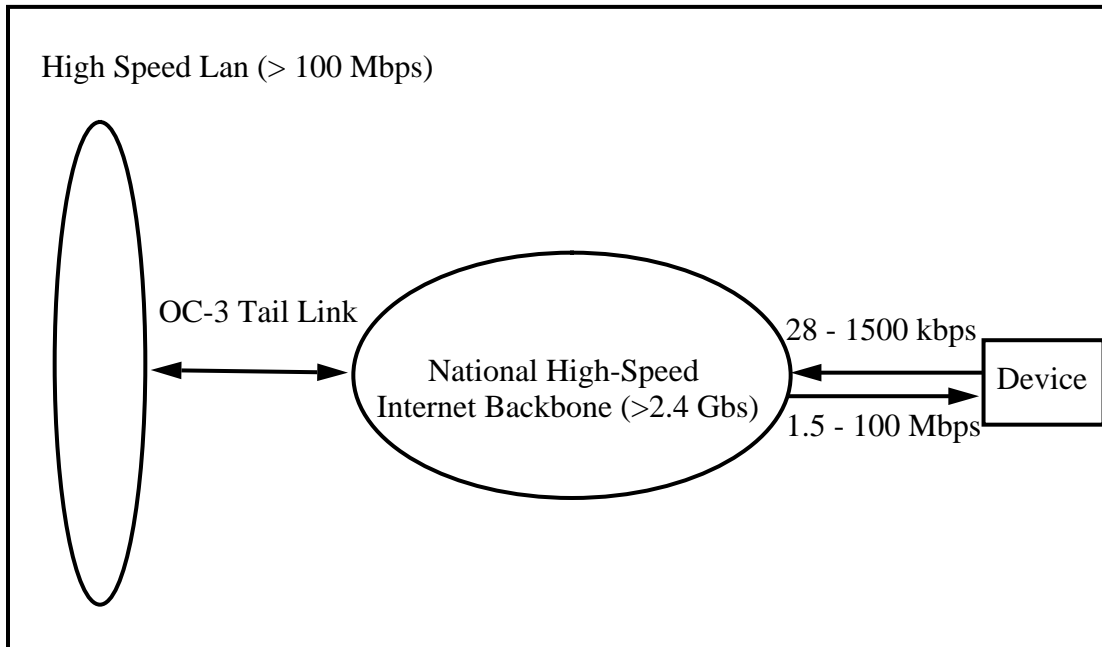 High Speed Lan (> 100 Mbps)
OC-3 Tail Link
National High-Speed
Internet Backbone (>2.4 Gbs)
28 - 1500 kbps
1.5 - 100 Mbps
Device